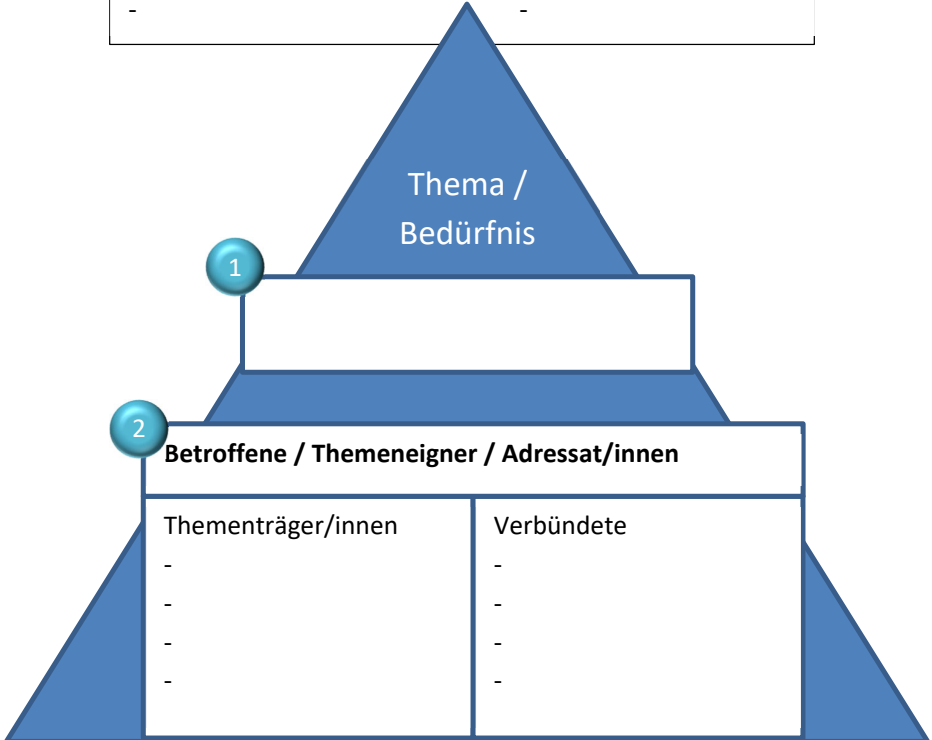 - -
Thema /
Bedürfnis
1
2
Betroffene / Themeneigner / Adressat/innen
Thementräger/innen
-
-
-
-
Verbündete
-
-
-
-